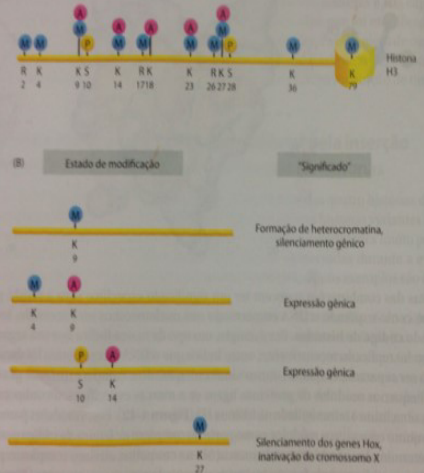 A A
M A A A M
M M M P M M M M M P M M
R K K S K R K K R K S K K Histona
2 4 9 10 14 1718 23 26 27 28 36 79 H3
(B) Estado de modificação "Significado"
M
K
9
Formação de heterocromatina,
silenciamento gênico
M A
K K
4 9
Expressão gênica
P A
S K
10 14
Expressão gênica
M
K
27
Silenciamento dos genes Hox,
inativação do cromossomo X